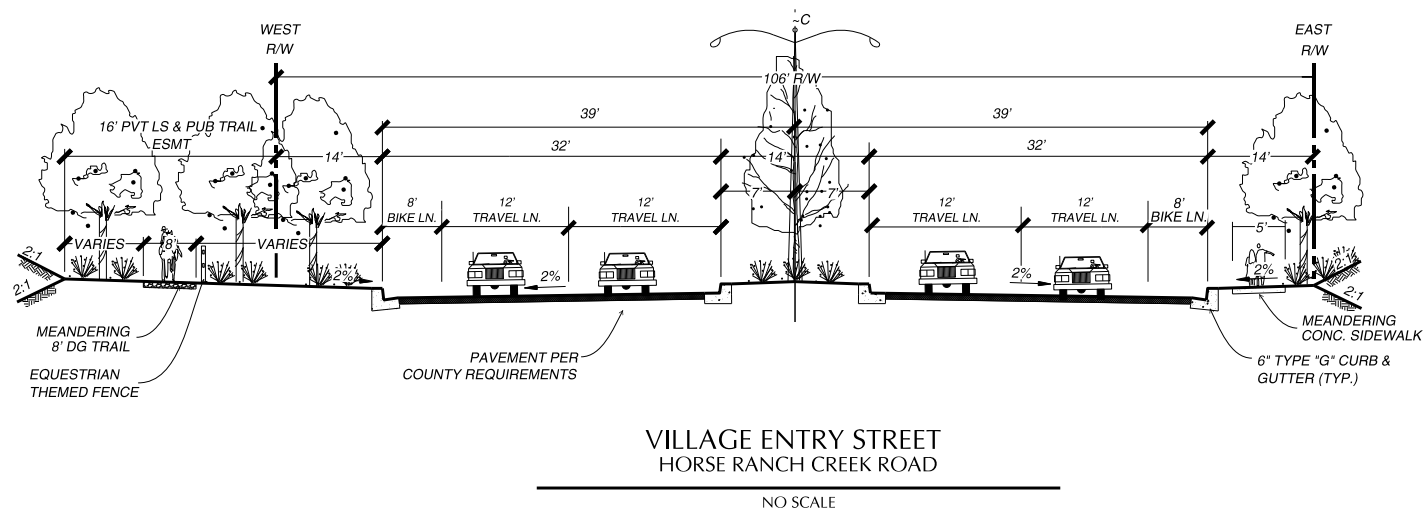 ~C
WEST
R/W
EAST
R/W
106' R/W
39'
39'
16' PVT LS & PUB TRAIL
ESMT
14'
32'
14'
32'
14'
7'
7'
8'
BIKE LN.
12'
TRAVEL LN.
12'
TRAVEL LN.
12'
TRAVEL LN.
12'
TRAVEL LN.
8'
BIKE LN.
5'
VARIES
8'
VARIES
2:1
2:1
2%
2%
2%
2%
2:1
2:1
MEANDERING
8' DG TRAIL
EQUESTRIAN
THEMED FENCE
PAVEMENT PER
COUNTY REQUIREMENTS
MEANDERING
CONC. SIDEWALK
6" TYPE "G" CURB &
GUTTER (TYP.)
VILLAGE ENTRY STREET
HORSE RANCH CREEK ROAD
NO SCALE